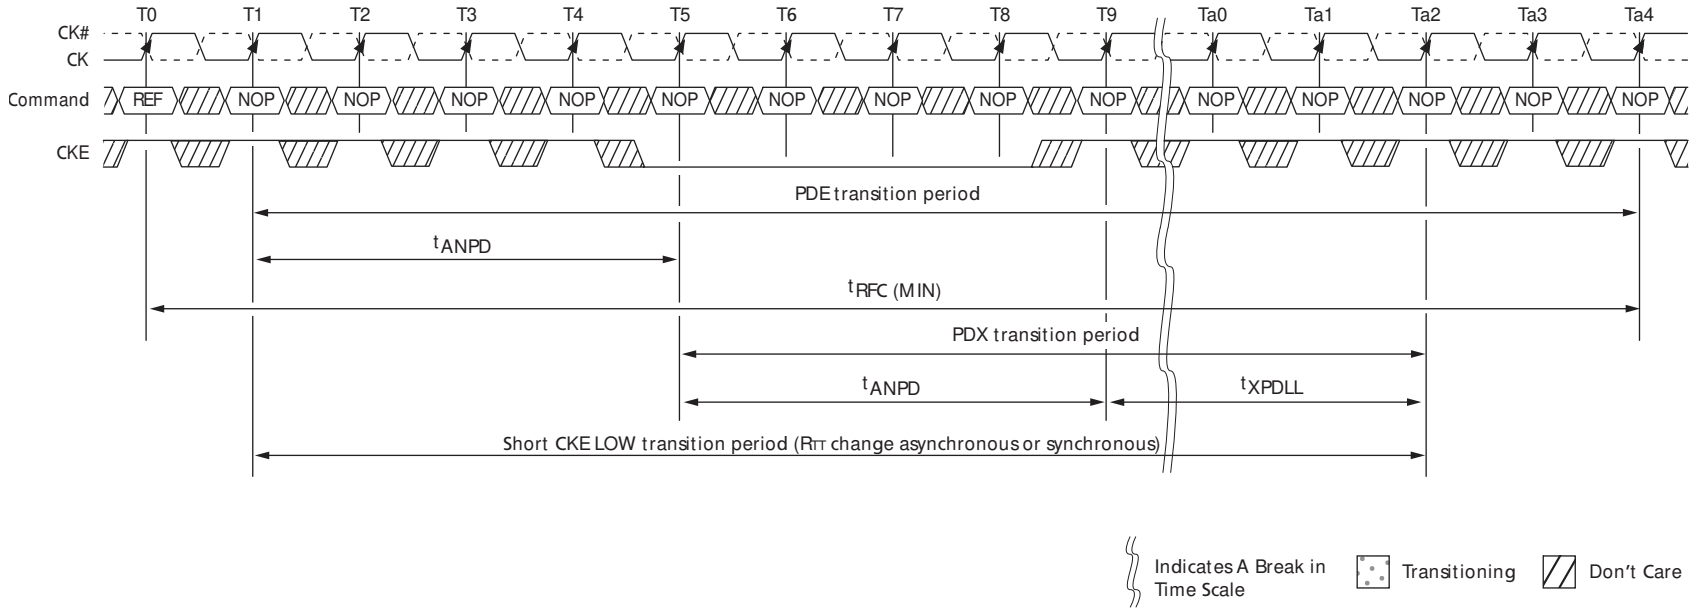 T0 T1 T2 T3 T4 T5 T6 T7 T8 T9 Ta0 Ta1 Ta2 Ta3 Ta4
CK#
CK
Command REF NOP NOP NOP NOP NOP NOP NOP NOP NOP NOP NOP NOP NOP NOP
CKE
PDE transition period
tANPD
tRFC (MIN)
PDX transition period
tANPD tXPDLL
Short CKE LOW transition period (RTT change asynchronous or synchronous)
Indicates A Break in
Time Scale
Transitioning
Don't Care